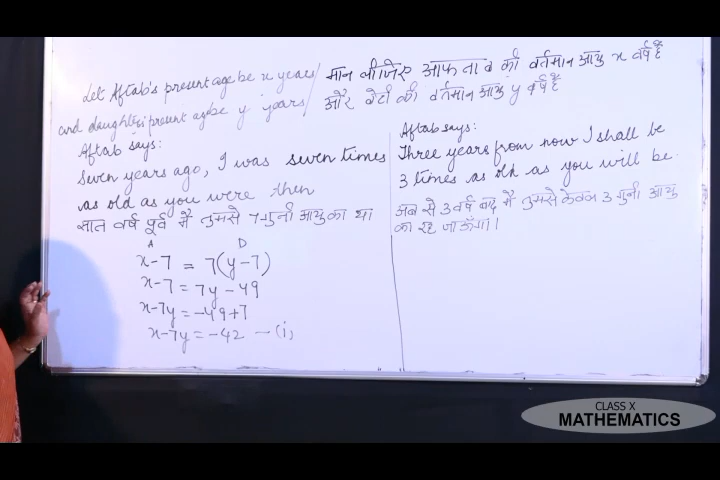 Let Aftab's present age be x years/ मान लीजिए आफताब की वर्तमान आयु x वर्ष है
and daughter's present age be y years/ और बेटी की वर्तमान आयु y वर्ष है
Aftab says:
Seven years ago, I was seven times
as old as you were then
सात वर्ष पूर्व मैं तुमसे 7 गुनी आयु का था
A D
x-7 = 7(y-7)
x-7 = 7y-49
x-7y = -49+7
x-7y = -42 —(i)
Aftab says:
Three years from now I shall be
3 times as old as you will be.
अब से 3 वर्ष बाद मैं तुमसे केवल 3 गुनी आयु
का रह जाऊँगा।
CLASS X
MATHEMATICS